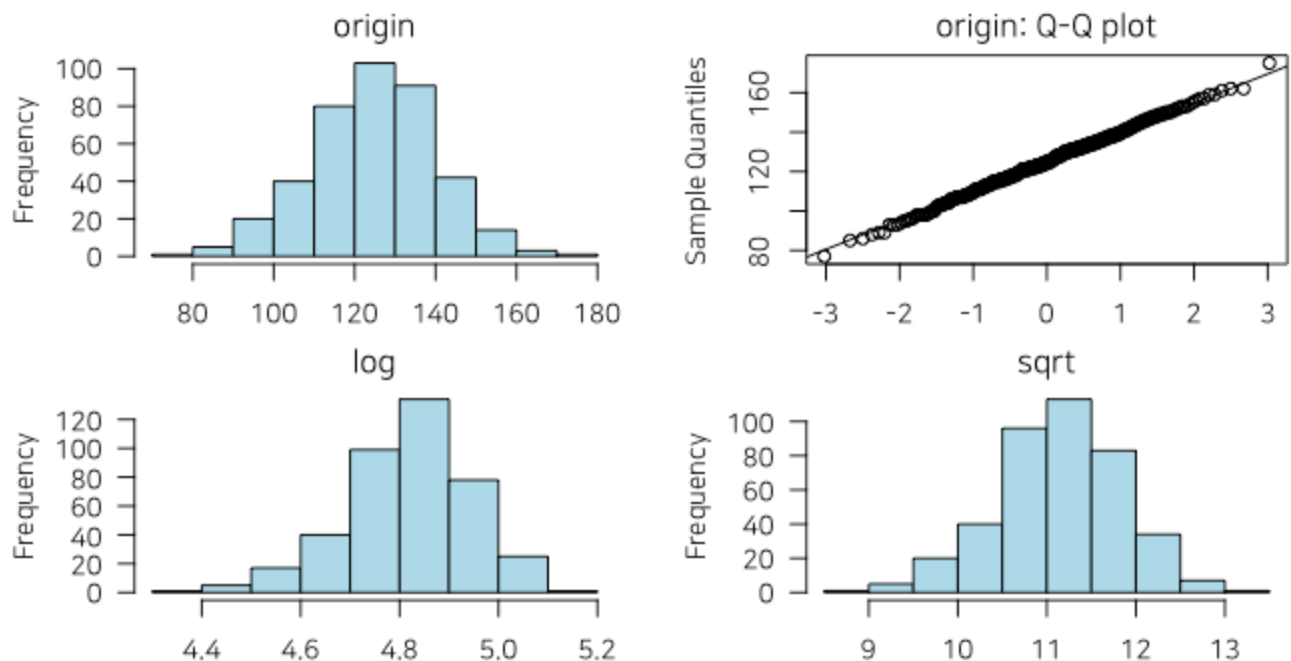 origin
Frequency
100
80
60
40
20
0
80 100 120 140 160 180
origin: Q-Q plot
Sample Quantiles
160
120
80
-3 -2 -1 0 1 2 3
log
Frequency
120
100
80
60
40
20
0
4.4 4.6 4.8 5.0 5.2
sqrt
Frequency
100
80
60
40
20
0
9 10 11 12 13